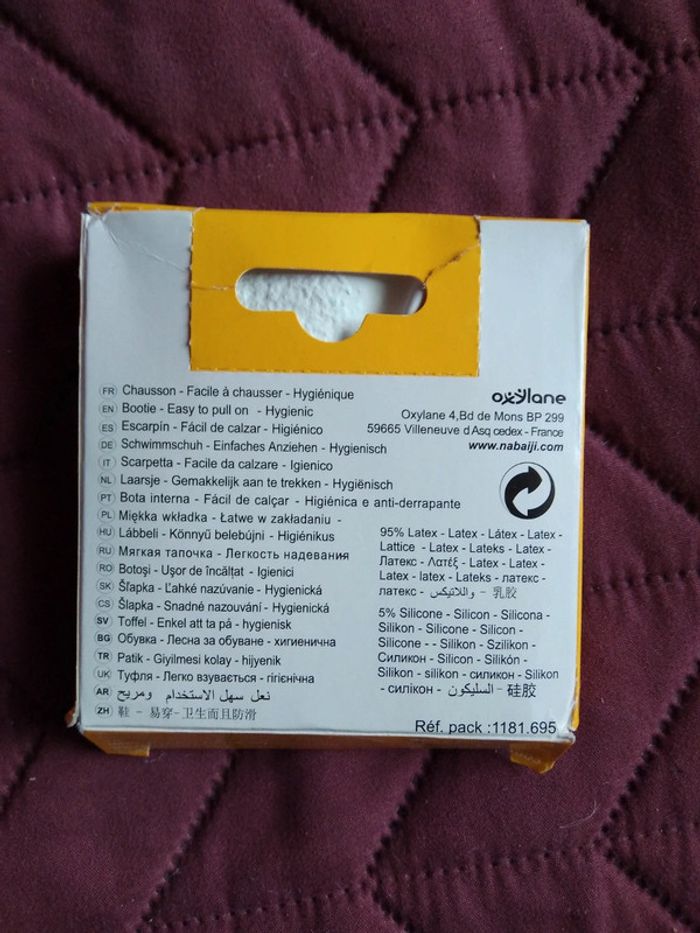 FR Chausson - Facile à chausser - Hygiénique
EN Bootie - Easy to pull on - Hygienic
ES Escarpín - Fácil de calzar - Higiénico
DE Schwimmschuh - Einfaches Anziehen - Hygienisch
IT Scarpetta - Facile da calzare - Igienico
NL Laarsje - Gemakkelijk aan te trekken - Hygiënisch
PT Bota interna - Fácil de calçar - Higiénica e anti-derrapante
PL Miękka wkładka - Łatwe w zakładaniu -
HU Lábbeli - Könnyű belebújni - Higiénikus
RU Мягкая тапочка - Легкость надевания
RO Botoşi - Uşor de încălţat - Igienici
SK Šľapka - Ľahké nazúvanie - Hygienická
CS Šlapka - Snadné nazouvání - Hygienická
SV Toffel - Enkel att ta på - hygienisk
BG Обувка - Лесна за обуване - хигиенична
TR Patik - Giyilmesi kolay - hijyenik
UK Туфля - Легко взувається - гігієнічна
AR نعل سهل الاستخدام ومريح
ZH 鞋 - 易穿-卫生而且防滑
oxylane
Oxylane 4,Bd de Mons BP 299
59665 Villeneuve d Asq cedex - France
www.nabaiji.com
95% Latex - Latex - Látex - Latex -
Lattice - Latex - Lateks - Latex -
Латекс - Λατέξ - Latex - Latex -
Latex - latex - Lateks - латекс -
латекс - واللاتيكس - 乳胶
5% Silicone - Silicon - Silicona -
Silikon - Silicone - Silicon -
Silicone - - Silikon - Szilikon -
Силикон - Silicon - Silikón -
Silikon - silikon - силикон - Silikon
- силікон - السليكون - 硅胶
Réf. pack :1181.695